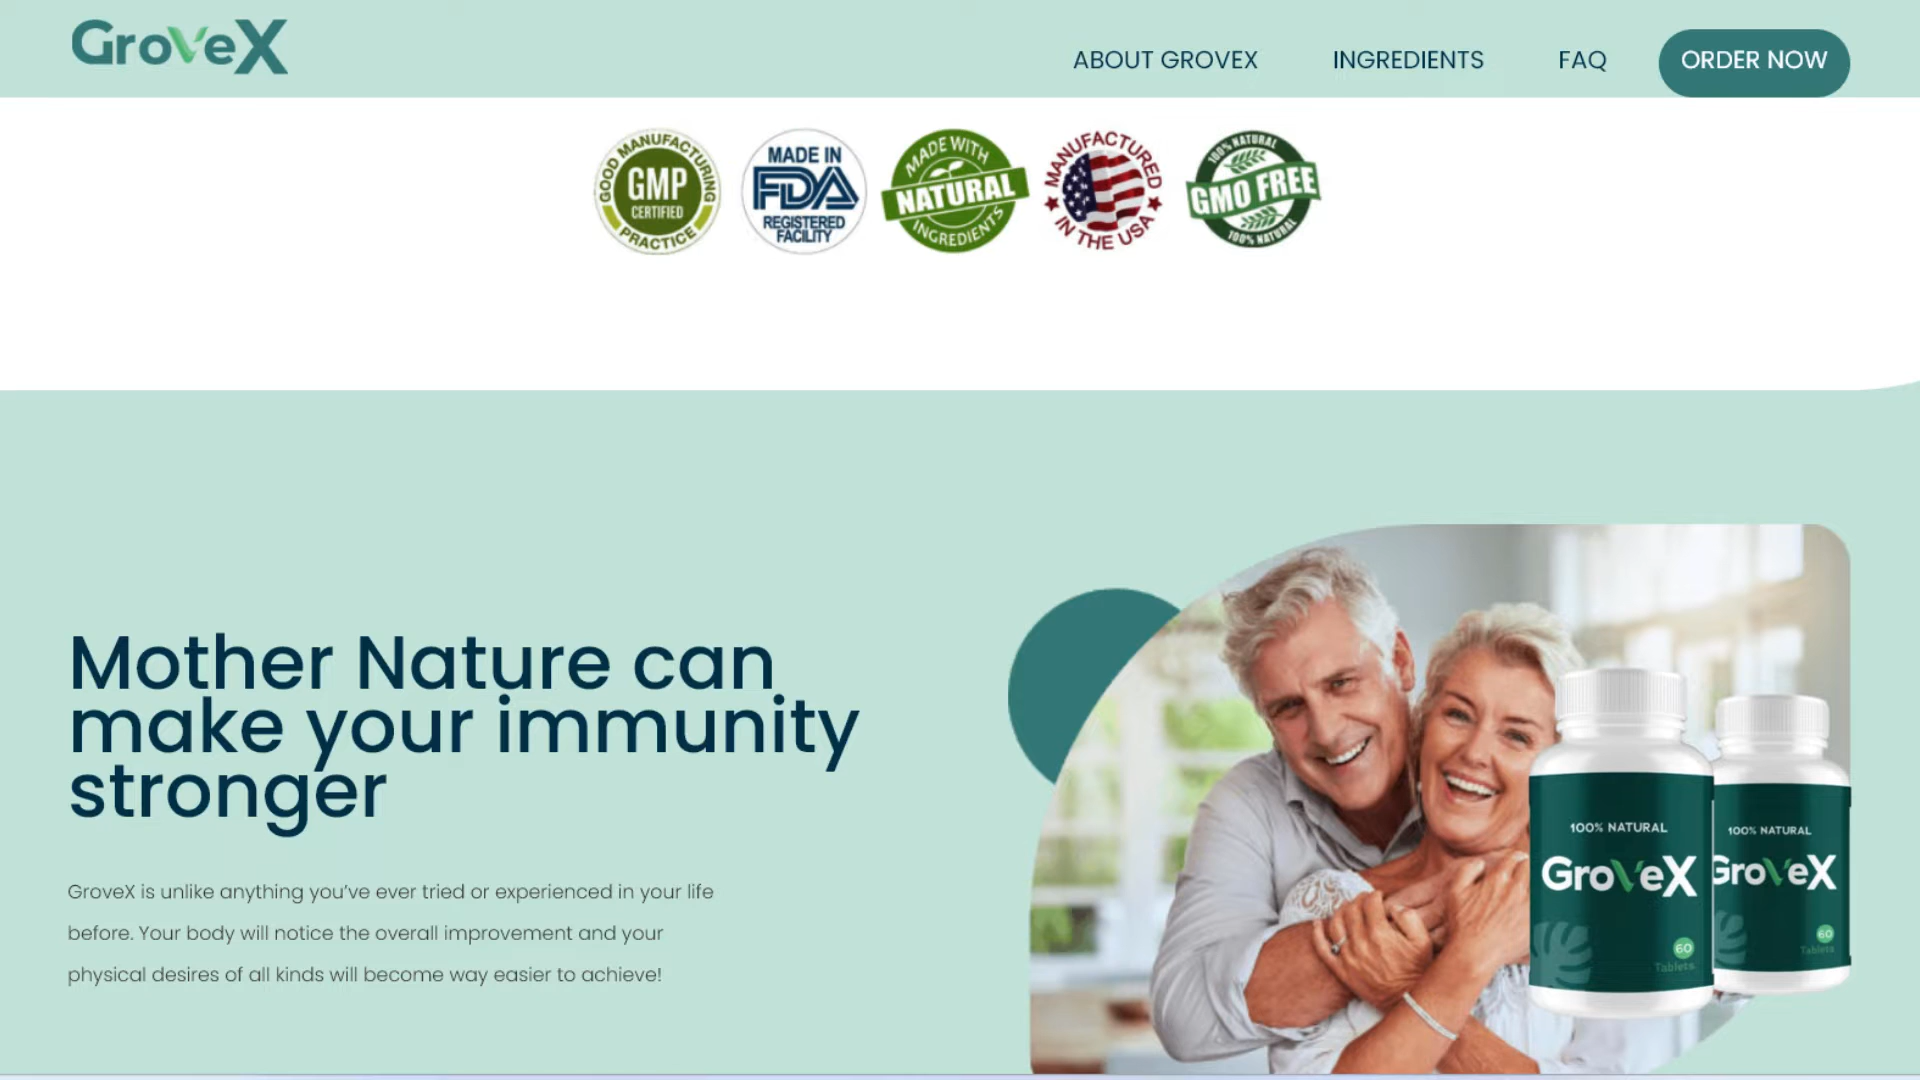 GroveX
ABOUT GROVEX
INGREDIENTS
FAQ
ORDER NOW
GOOD MANUFACTURING
GMP
CERTIFIED
PRACTICE
MADE IN
FDA
REGISTERED
FACILITY
MADE WITH
NATURAL
INGREDIENTS
MANUFACTURED
IN THE USA
100% NATURAL
GMO FREE
100% NATURAL
Mother Nature can
make your immunity
stronger
GroveX is unlike anything you’ve ever tried or experienced in your life
before. Your body will notice the overall improvement and your
physical desires of all kinds will become way easier to achieve!
100% NATURAL
GroVeX
60
Tablets
100% NATURAL
GroVeX
60
Tablets